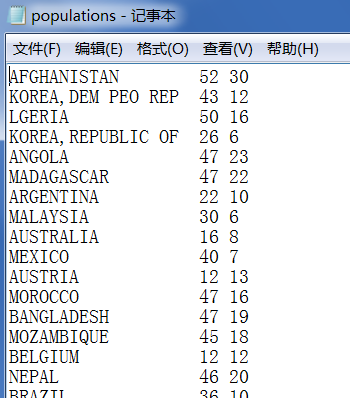 populations - 记事本
文件(F) 编辑(E) 格式(O) 查看(V) 帮助(H)
AFGHANISTAN 52 30
KOREA,DEM PEO REP 43 12
LGERIA 50 16
KOREA,REPUBLIC OF 26 6
ANGOLA 47 23
MADAGASCAR 47 22
ARGENTINA 22 10
MALAYSIA 30 6
AUSTRALIA 16 8
MEXICO 40 7
AUSTRIA 12 13
MOROCCO 47 16
BANGLADESH 47 19
MOZAMBIQUE 45 18
BELGIUM 12 12
NEPAL 46 20
BRAZIL 36 10